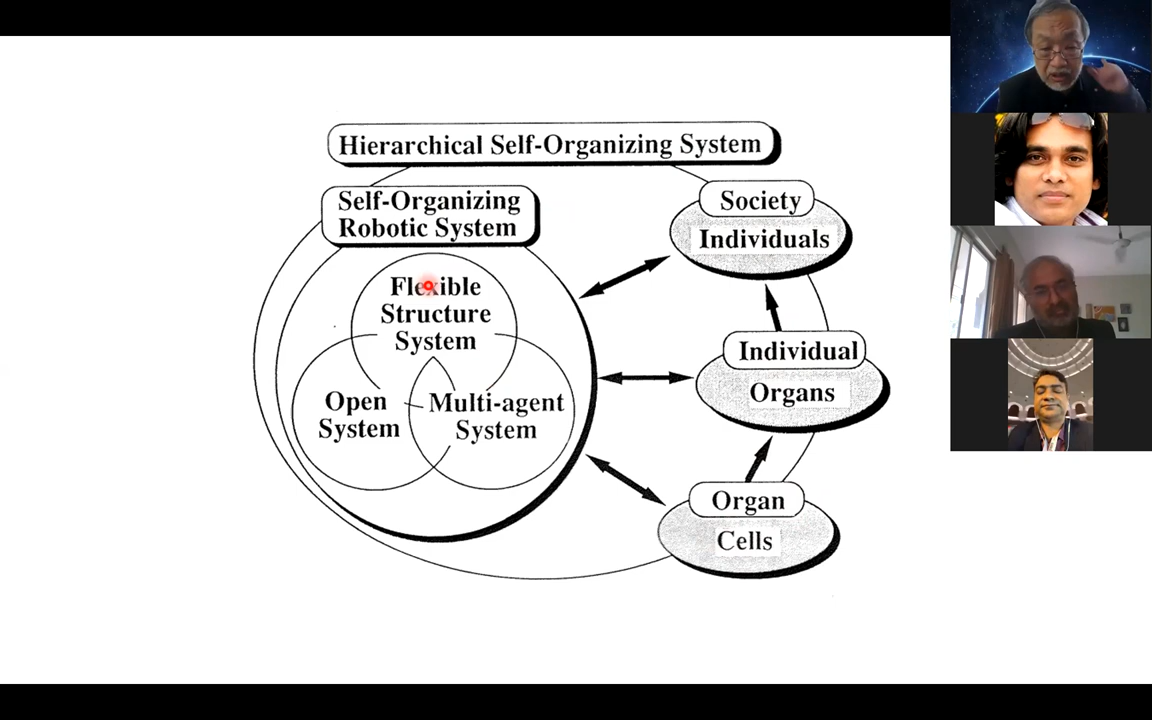 Hierarchical Self-Organizing System
Self-Organizing
Robotic System
Flexible
Structure
System
Open
System
Multi-agent
System
Society
Individuals
Individual
Organs
Organ
Cells